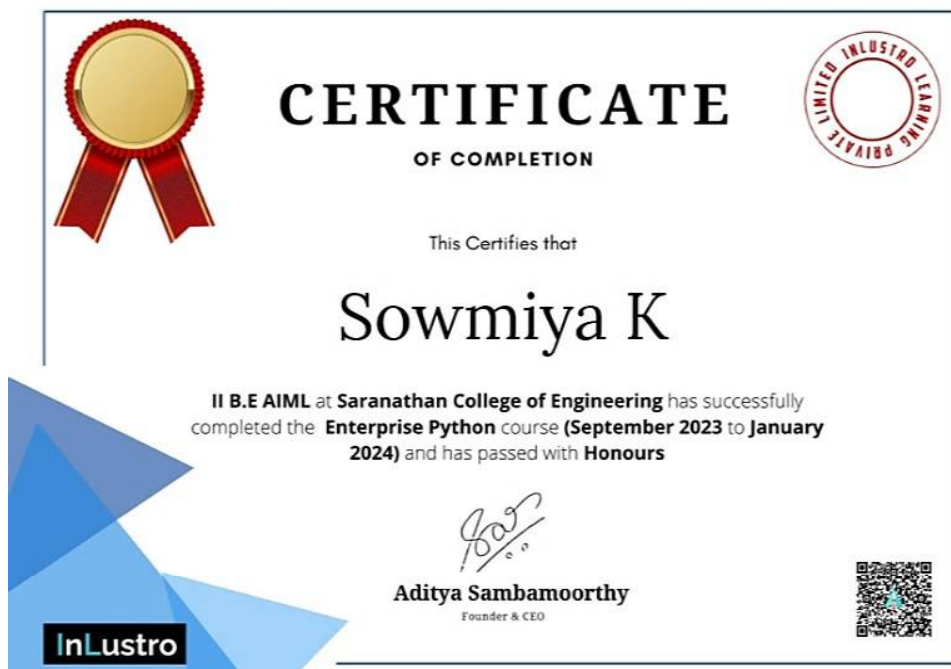 CERTIFICATE
INLUSTRO LEARNING PRIVATE LIMITED
OF COMPLETION
This Certifies that
Sowmiya K
II B.E AIML at Saranathan College of Engineering has successfully
completed the Enterprise Python course (September 2023 to January
2024) and has passed with Honours
Aditya Sambamoorthy
Founder & CEO
InLustro